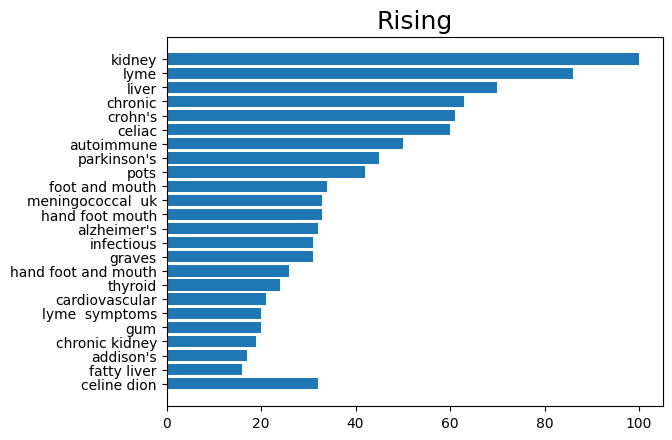 Rising
kidney
lyme
liver
chronic
crohn's
celiac
autoimmune
parkinson's
pots
foot and mouth
meningococcal  uk
hand foot mouth
alzheimer's
infectious
graves
hand foot and mouth
thyroid
cardiovascular
lyme  symptoms
gum
chronic kidney
addison's
fatty liver
celine dion
0 20 40 60 80 100